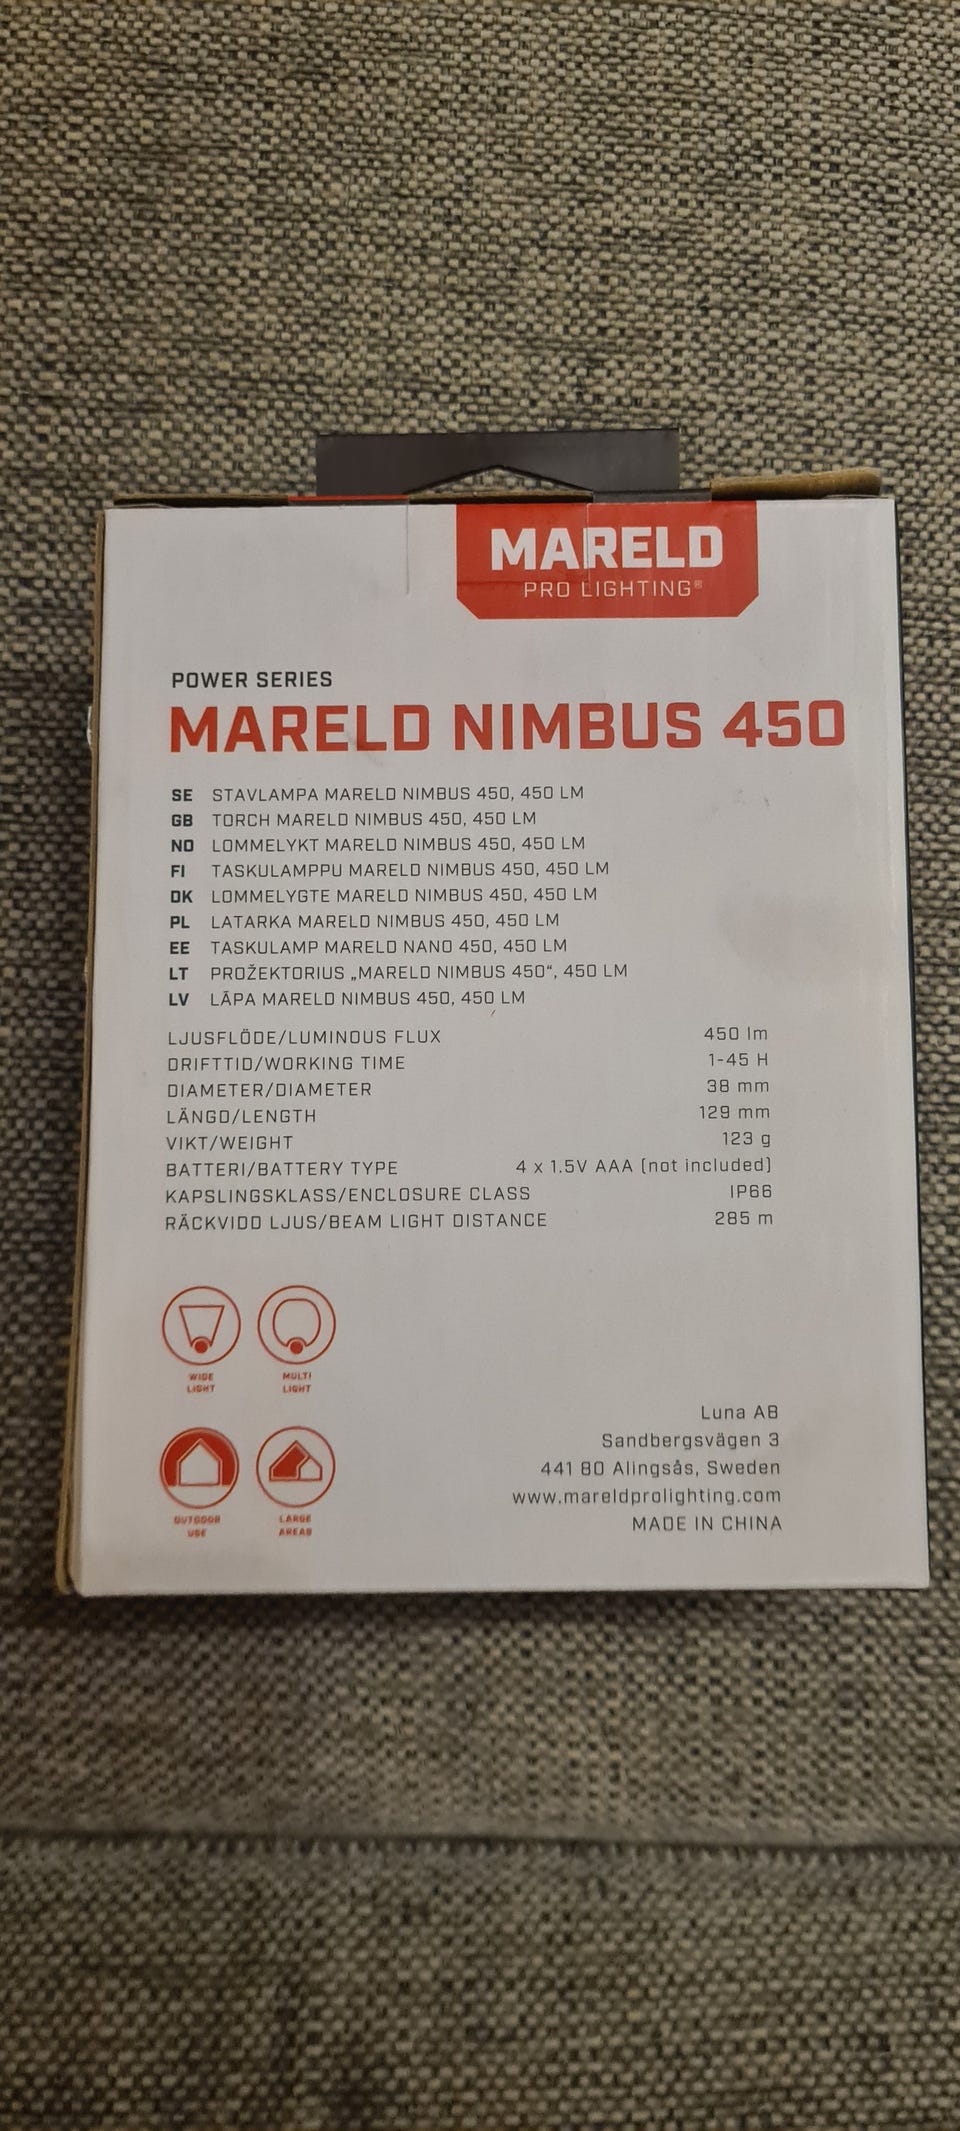 MARELD
PRO LIGHTING®
POWER SERIES
MARELD NIMBUS 450
SE STAVLAMPA MARELD NIMBUS 450, 450 LM
GB TORCH MARELD NIMBUS 450, 450 LM
NO LOMMELYKT MARELD NIMBUS 450, 450 LM
FI TASKULAMPPU MARELD NIMBUS 450, 450 LM
DK LOMMELYGTE MARELD NIMBUS 450, 450 LM
PL LATARKA MARELD NIMBUS 450, 450 LM
EE TASKULAMP MARELD NANO 450, 450 LM
LT PROŽEKTORIUS „MARELD NIMBUS 450“, 450 LM
LV LĀPA MARELD NIMBUS 450, 450 LM
LJUSFLÖDE/LUMINOUS FLUX 450 lm
DRIFTTID/WORKING TIME 1-45 H
DIAMETER/DIAMETER 38 mm
LÄNGD/LENGTH 129 mm
VIKT/WEIGHT 123 g
BATTERI/BATTERY TYPE 4 x 1.5V AAA (not included)
KAPSLINGSKLASS/ENCLOSURE CLASS IP66
RÄCKVIDD LJUS/BEAM LIGHT DISTANCE 285 m
WIDE LIGHT
MULTI LIGHT
OUTDOOR USE
LARGE AREAS
Luna AB
Sandbergsvägen 3
441 80 Alingsås, Sweden
www.mareldprolighting.com
MADE IN CHINA